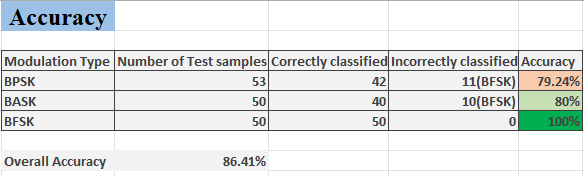 Accuracy
Modulation Type Number of Test samples Correctly classified Incorrectly classified Accuracy
BPSK 53 42 11(BFSK) 79.24%
BASK 50 40 10(BFSK) 80%
BFSK 50 50 0 100%
Overall Accuracy 86.41%